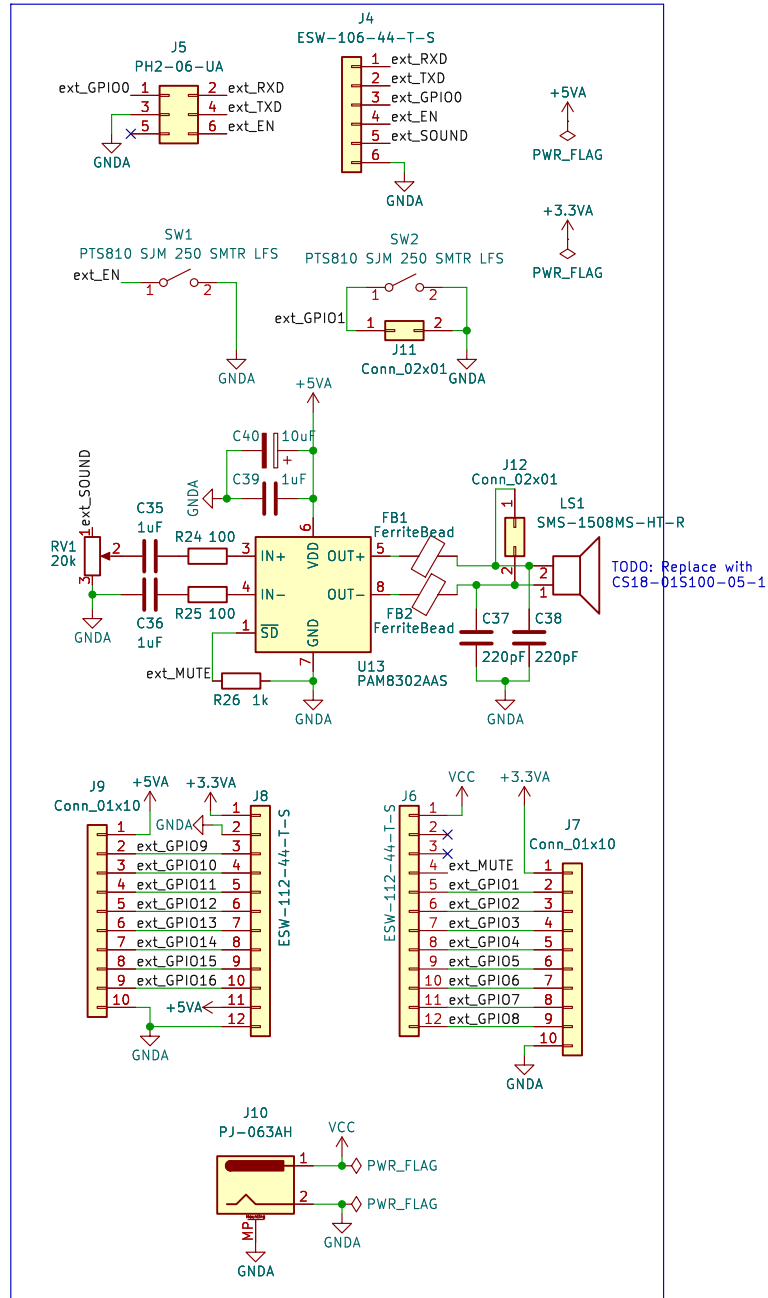 J4
ESW-106-44-T-S
J5
PH2-06-UA
ext_GPIO0 1 2 ext_RXD
3 4 ext_TXD
5 6 ext_EN
GNDA
1 ext_RXD
2 ext_TXD
3 ext_GPIO0
4 ext_EN
5 ext_SOUND
6
GNDA
+5VA
PWR_FLAG
+3.3VA
PWR_FLAG
SW1
PTS810 SJM 250 SMTR LFS
ext_EN 1 2
GNDA
SW2
PTS810 SJM 250 SMTR LFS
1 2
ext_GPIO1 1 2
J11
Conn_02x01
GNDA
+5VA
C40 10uF
+
C39 1uF
GNDA
ext_SOUND
RV1
20k
1
2
3
GNDA
C35
1uF
R24 100
C36
1uF
R25 100
3 IN+
4 IN-
1 SD
6 VDD
7 GND
OUT+ 5
OUT- 8
ext_MUTE
R26 1k
GNDA
U13
PAM8302AAS
FB1
FerriteBead
FB2
FerriteBead
J12
Conn_02x01
1
2
LS1
SMS-1508MS-HT-R
2
1
TODO: Replace with
CS18-01S100-05-1
C37
220pF
C38
220pF
GNDA
J9
Conn_01x10
+5VA
+3.3VA
J8
ESW-112-44-T-S
GNDA
1 1
2
2 ext_GPIO9 3
3 ext_GPIO10 4
4 ext_GPIO11 5
5 ext_GPIO12 6
6 ext_GPIO13 7
7 ext_GPIO14 8
8 ext_GPIO15 9
9 ext_GPIO16 10
10 +5VA 11
12
GNDA
VCC
+3.3VA
J6
ESW-112-44-T-S
J7
Conn_01x10
1
2
3
4 ext_MUTE 1
5 ext_GPIO1 2
6 ext_GPIO2 3
7 ext_GPIO3 4
8 ext_GPIO4 5
9 ext_GPIO5 6
10 ext_GPIO6 7
11 ext_GPIO7 8
12 ext_GPIO8 9
10
GNDA
J10
PJ-063AH
VCC
1 PWR_FLAG
2 PWR_FLAG
GNDA
MP
GNDA